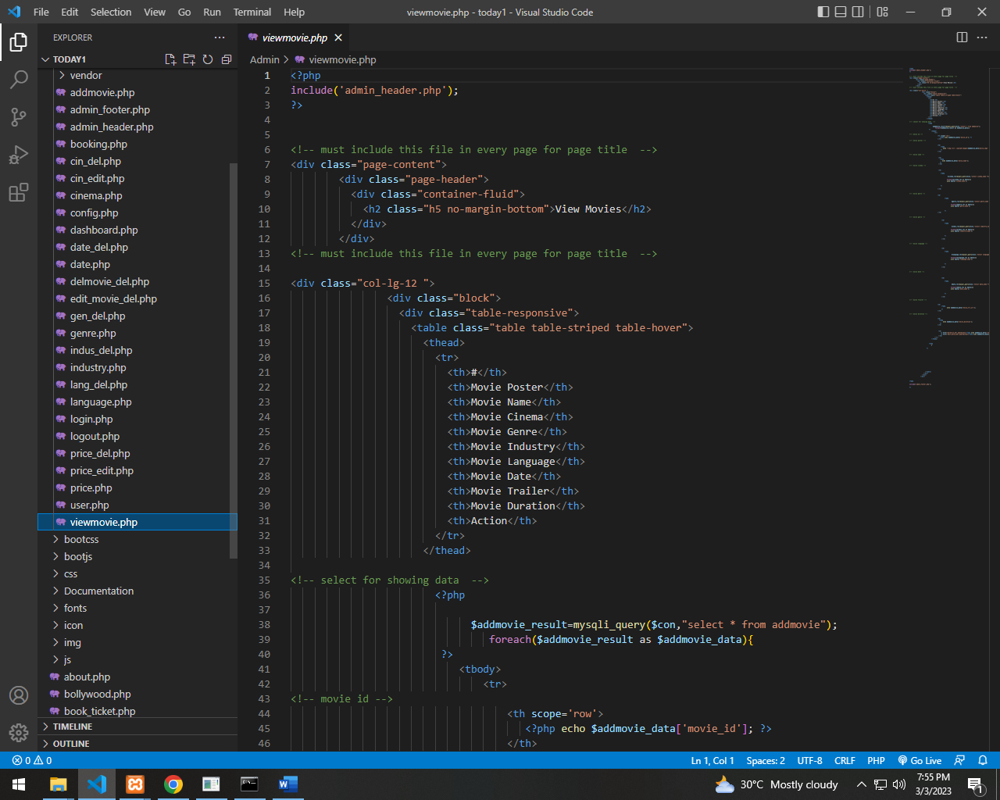 File Edit Selection View Go Run Terminal Help viewmovie.php - today1 - Visual Studio Code
EXPLORER
TODAY1
vendor
addmovie.php
admin_footer.php
admin_header.php
booking.php
cin_del.php
cin_edit.php
cinema.php
config.php
dashboard.php
date_del.php
date.php
delmovie_del.php
edit_movie_del.php
gen_del.php
genre.php
indus_del.php
industry.php
lang_del.php
language.php
login.php
logout.php
price_del.php
price_edit.php
price.php
user.php
viewmovie.php
bootcss
bootjs
css
Documentation
fonts
icon
img
js
about.php
bollywood.php
book_ticket.php
TIMELINE
OUTLINE
viewmovie.php
Admin > viewmovie.php
1 <?php
2 include('admin_header.php');
3 ?>
4
5
6 <!-- must include this file in every page for page title  -->
7 <div class="page-content">
8 <div class="page-header">
9 <div class="container-fluid">
10 <h2 class="h5 no-margin-bottom">View Movies</h2>
11 </div>
12 </div>
13 <!-- must include this file in every page for page title  -->
14
15 <div class="col-lg-12 ">
16 <div class="block">
17 <div class="table-responsive">
18 <table class="table table-striped table-hover">
19 <thead>
20 <tr>
21 <th>#</th>
22 <th>Movie Poster</th>
23 <th>Movie Name</th>
24 <th>Movie Cinema</th>
25 <th>Movie Genre</th>
26 <th>Movie Industry</th>
27 <th>Movie Language</th>
28 <th>Movie Date</th>
29 <th>Movie Trailer</th>
30 <th>Movie Duration</th>
31 <th>Action</th>
32 </tr>
33 </thead>
34
35 <!-- select for showing data  -->
36 <?php
37
38 $addmovie_result=mysqli_query($con,"select * from addmovie");
39 foreach($addmovie_result as $addmovie_data){
40 ?>
41 <tbody>
42 <tr>
43 <!-- movie id -->
44 <th scope='row'>
45 <?php echo $addmovie_data['movie_id']; ?>
46 </th>
0 0 Ln 1, Col 1 Spaces: 2 UTF-8 CRLF PHP Go Live
30°C Mostly cloudy 7:55 PM
3/3/2023
1